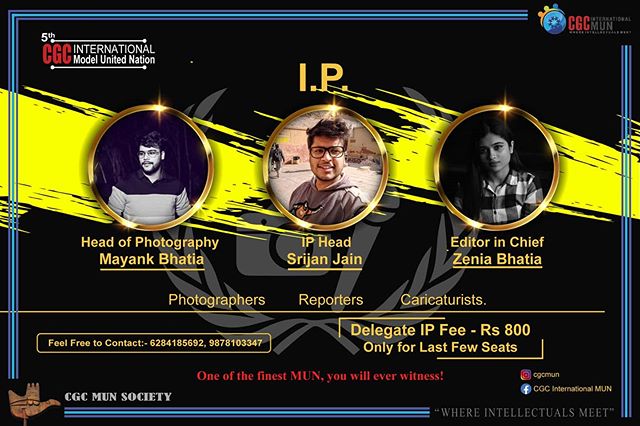 5th
CGC INTERNATIONAL
Model United Nation
CGC INTERNATIONAL
MUN
WHERE INTELLECTUALS MEET
I.P.
Head of Photography
Mayank Bhatia
IP Head
Srijan Jain
Editor in Chief
Zenia Bhatia
Photographers Reporters Caricaturists.
Feel Free to Contact:- 6284185692, 9878103347
Delegate IP Fee - Rs 800
Only for Last Few Seats
One of the finest MUN, you will ever witness!
cgcmun
CGC International MUN
CGC MUN SOCIETY
“WHERE INTELLECTUALS MEET”